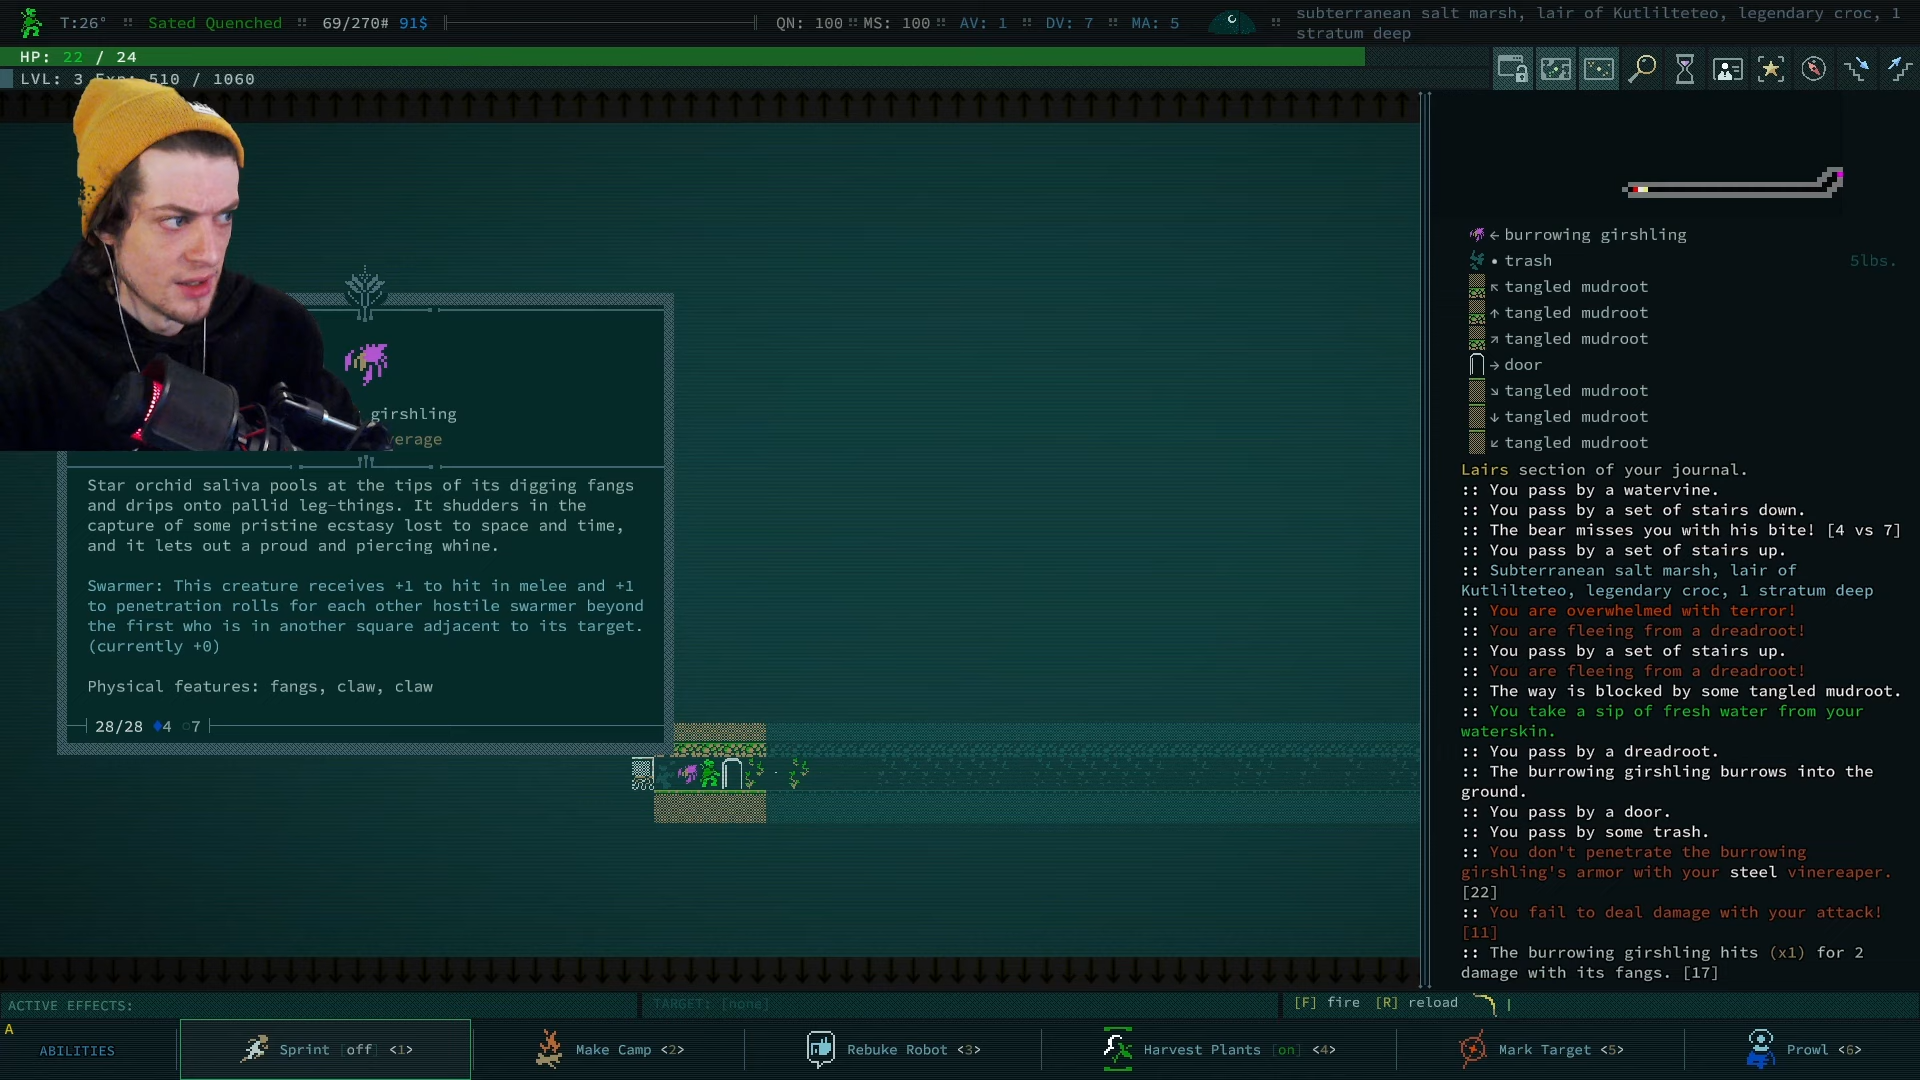 T:26° :: Sated Quenched :: 69/270# 91$
QN: 100 :: MS: 100 :: AV: 1 :: DV: 7 :: MA: 5
:: subterranean salt marsh, lair of Kutlilteteo, legendary croc, 1
stratum deep
HP: 22 / 24
LVL: 3 Exp: 510 / 1060
burrowing girshling
trash 5lbs.
tangled mudroot
tangled mudroot
tangled mudroot
door
tangled mudroot
tangled mudroot
tangled mudroot
girshling
Star orchid saliva pools at the tips of its digging fangs
and drips onto pallid leg-things. It shudders in the
capture of some pristine ecstasy lost to space and time,
and it lets out a proud and piercing whine.
Swarmer: This creature receives +1 to hit in melee and +1
to penetration rolls for each other hostile swarmer beyond
the first who is in another square adjacent to its target.
(currently +0)
Physical features: fangs, claw, claw
28/28 ♦4 ○7
Lairs section of your journal.
:: You pass by a watervine.
:: You pass by a set of stairs down.
:: The bear misses you with his bite! [4 vs 7]
:: You pass by a set of stairs up.
:: Subterranean salt marsh, lair of
Kutlilteteo, legendary croc, 1 stratum deep
:: You are overwhelmed with terror!
:: You are fleeing from a dreadroot!
:: You pass by a set of stairs up.
:: You are fleeing from a dreadroot!
:: The way is blocked by some tangled mudroot.
:: You take a sip of fresh water from your
waterskin.
:: You pass by a dreadroot.
:: The burrowing girshling burrows into the
ground.
:: You pass by a door.
:: You pass by some trash.
:: You don't penetrate the burrowing
girshling's armor with your steel vinereaper.
[22]
:: You fail to deal damage with your attack!
[11]
:: The burrowing girshling hits (x1) for 2
damage with its fangs. [17]
ACTIVE EFFECTS:
TARGET: [none]
[F] fire [R] reload
A
ABILITIES
Sprint [off] <1>
Make Camp <2>
Rebuke Robot <3>
Harvest Plants [on] <4>
Mark Target <5>
Prowl <6>